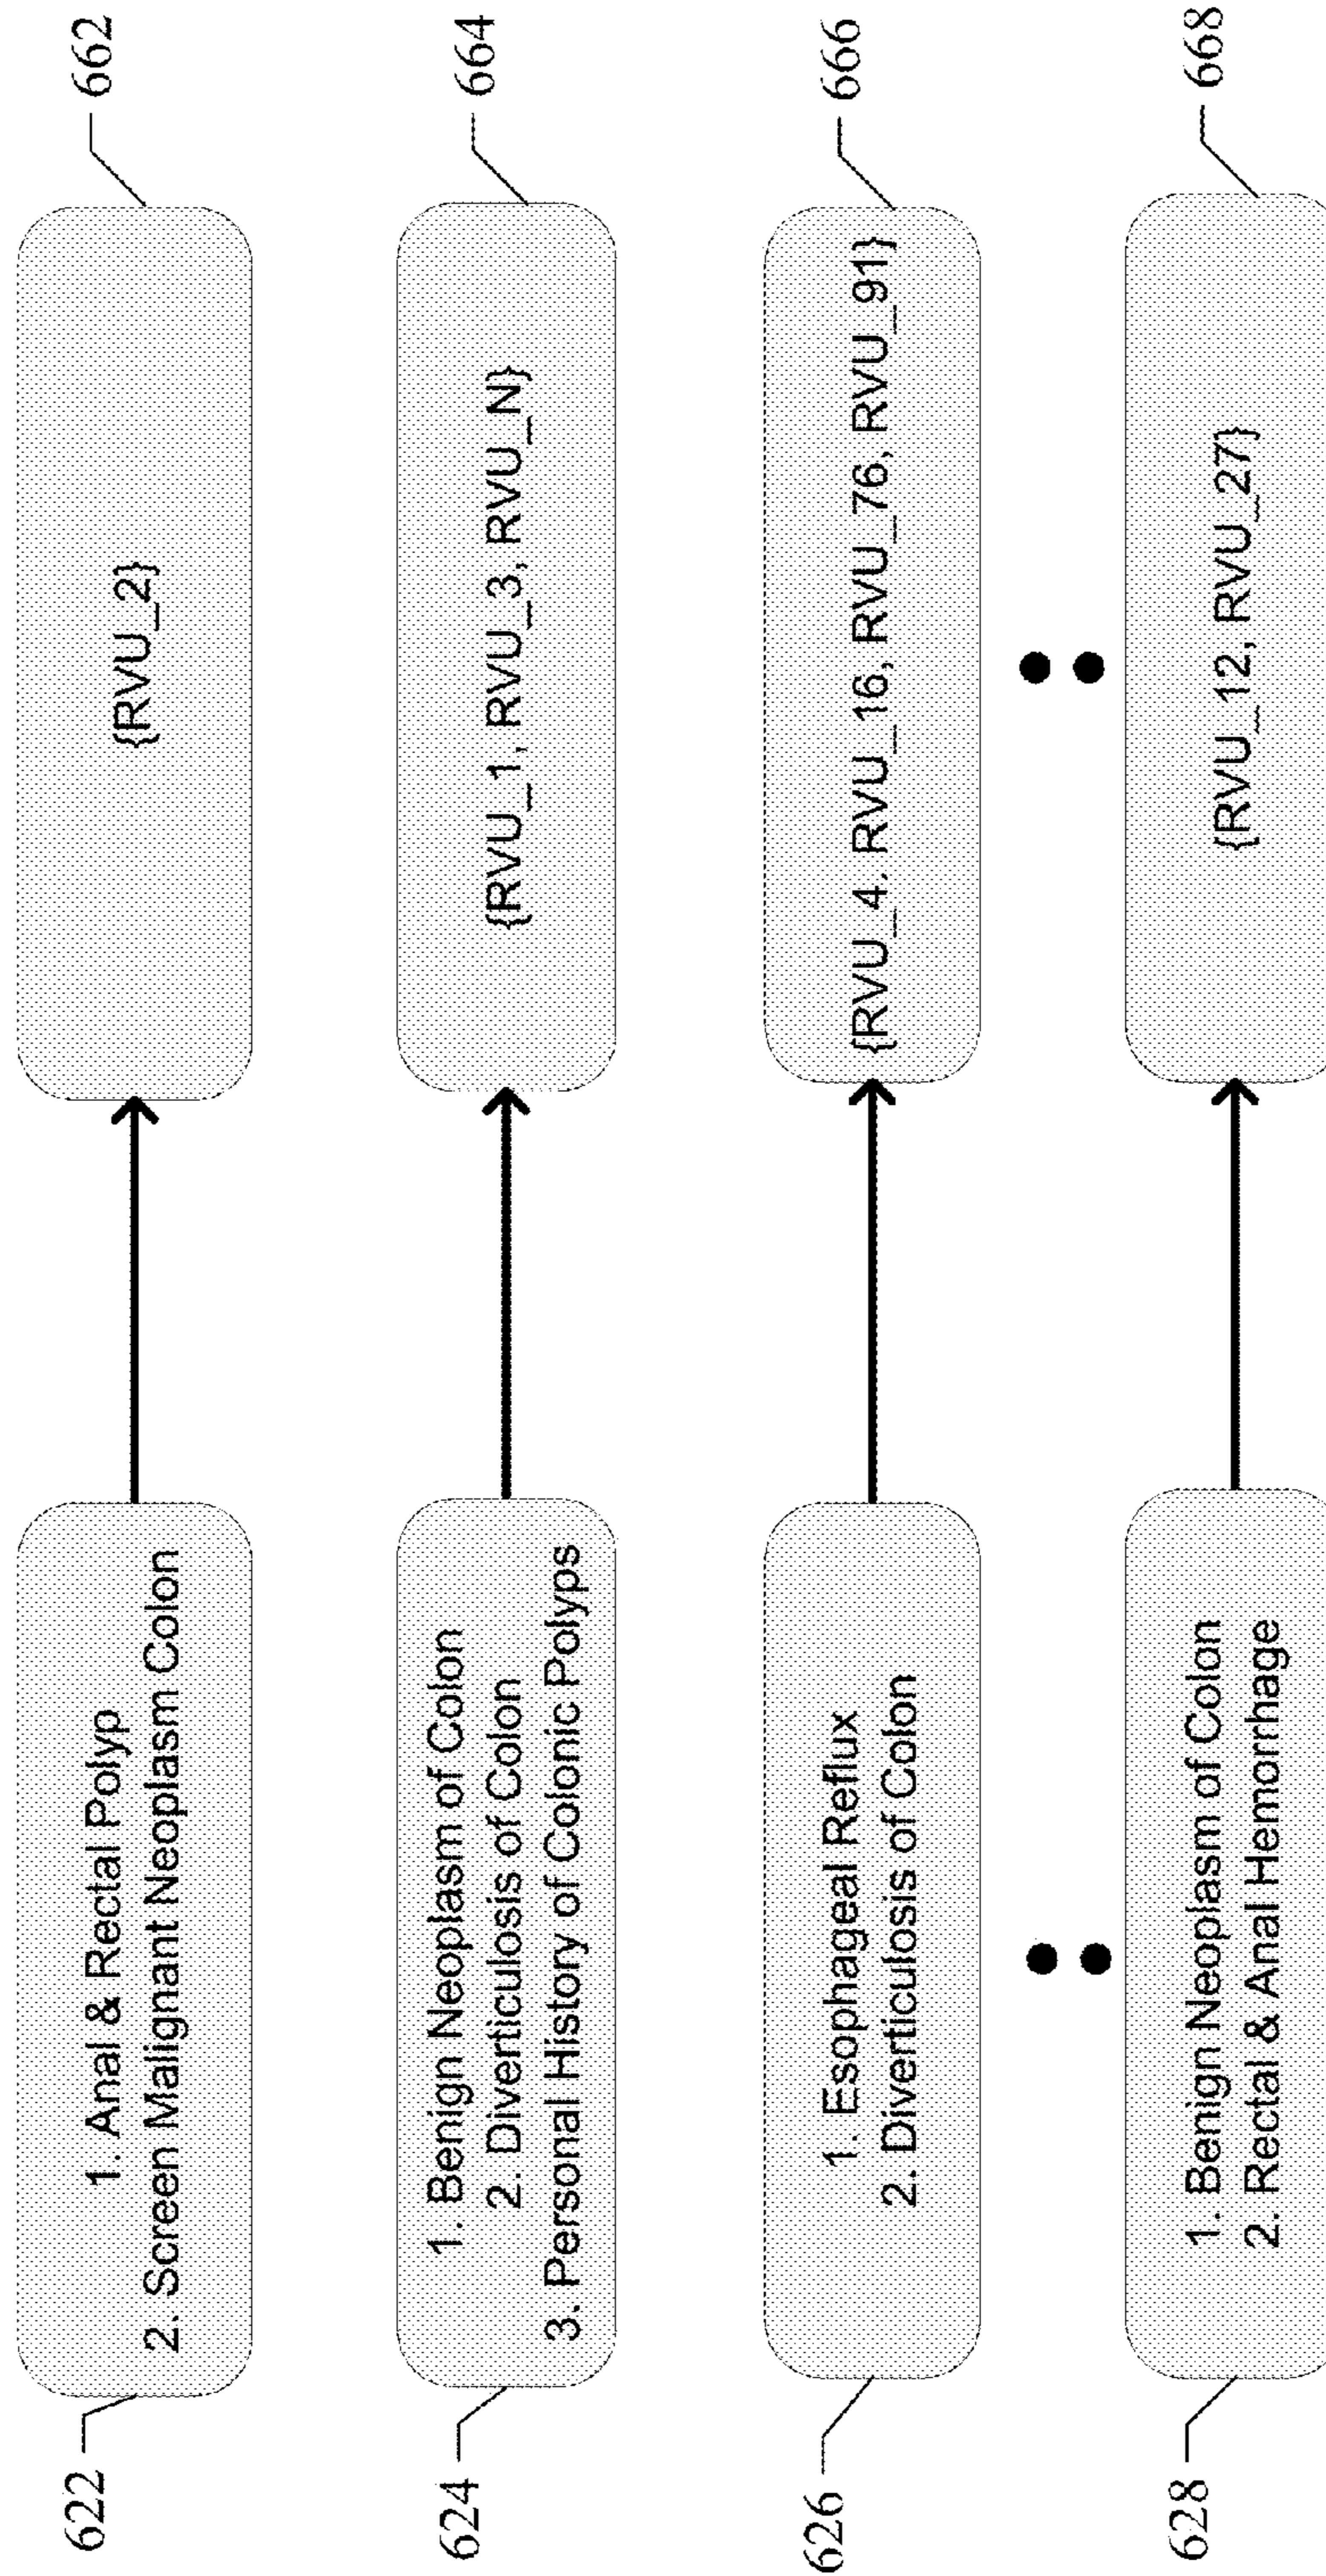 622
1. Anal & Rectal Polyp
2. Screen Malignant Neoplasm Colon
{RVU_2}
662
624
1. Benign Neoplasm of Colon
2. Diverticulosis of Colon
3. Personal History of Colonic Polyps
{RVU_1, RVU_3, RVU_N}
664
626
1. Esophageal Reflux
2. Diverticulosis of Colon
{RVU_4, RVU_16, RVU_76, RVU_91}
666
628
1. Benign Neoplasm of Colon
2. Rectal & Anal Hemorrhage
{RVU_12, RVU_27}
668